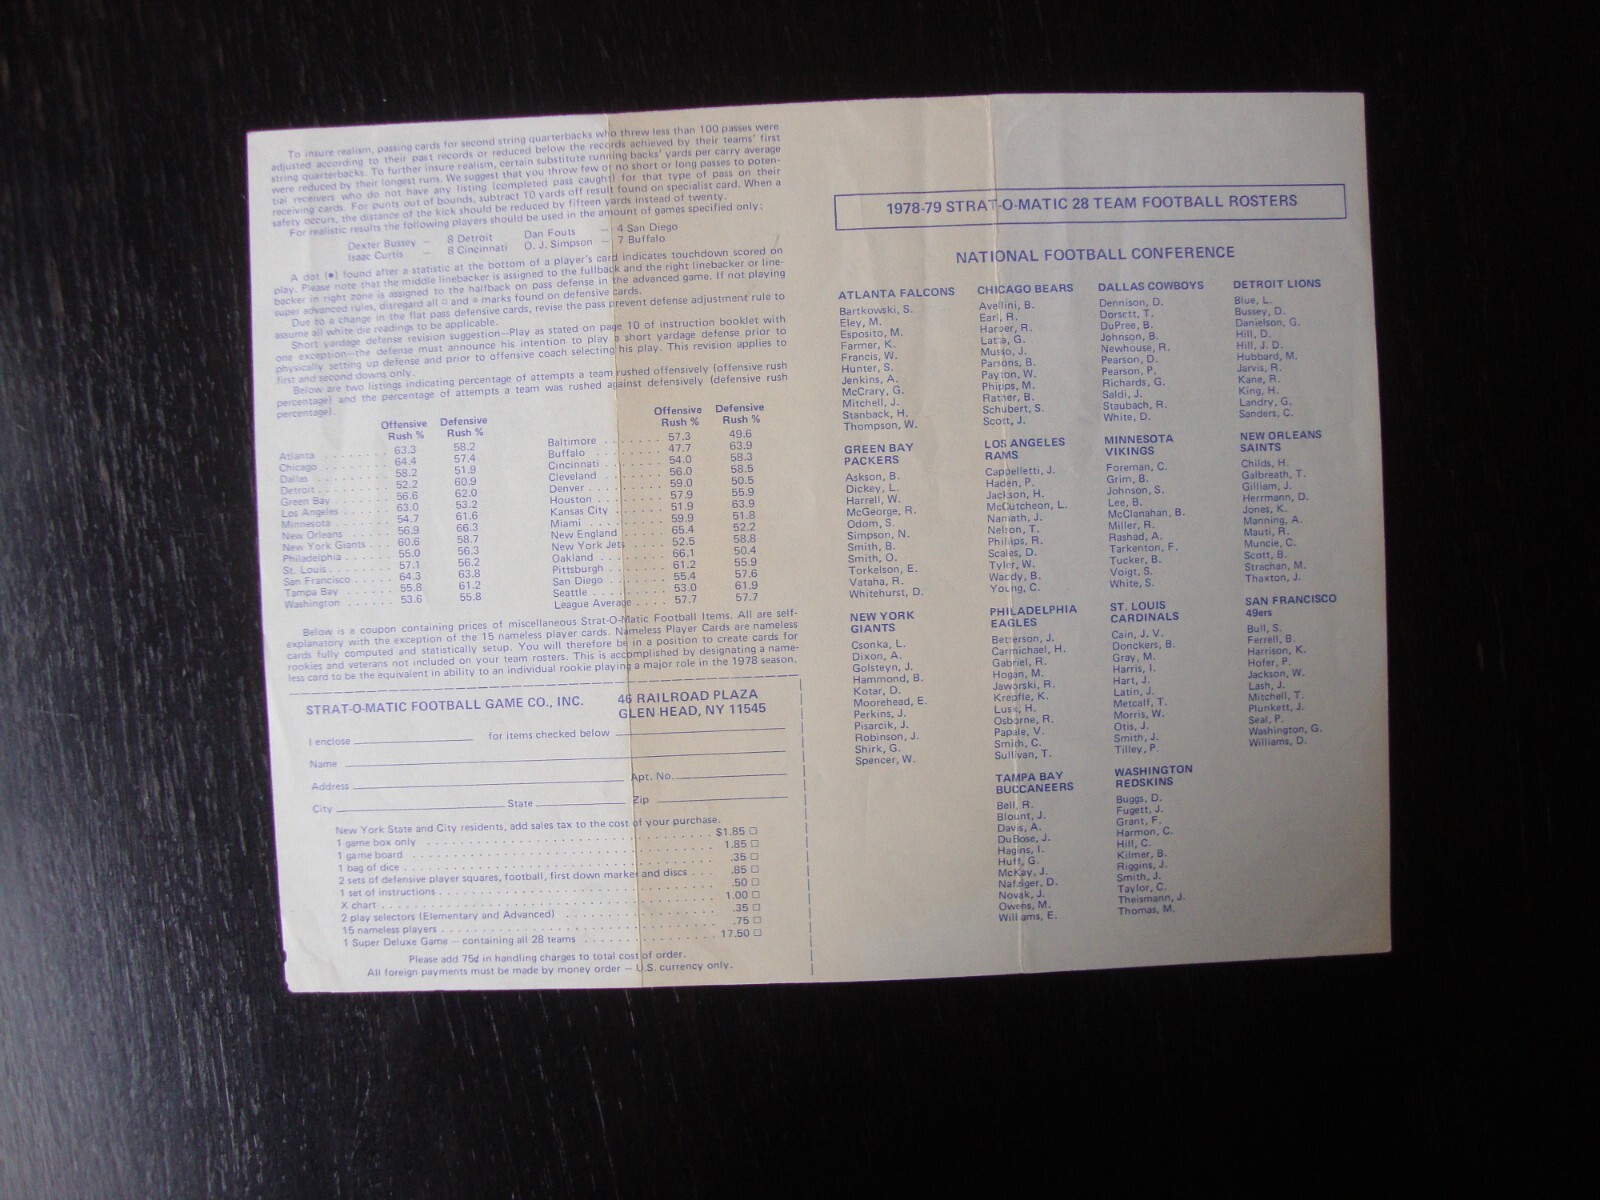 To insure realism, passing cards for second string quarterbacks who threw less than 100 passes were
adjusted according to their past records or reduced below the records achieved by their teams' first
string quarterbacks. To further insure realism, certain substitute running backs' yards per carry average
were reduced by their longest runs. We suggest that you throw few or no short or long passes to poten-
tial receivers who do not have any listing (completed pass caught) for that type of pass on their
receiving cards. For punts out of bounds, subtract 10 yards off result found on specialist card. When a
safety occurs, the distance of the kick should be reduced by fifteen yards instead of twenty.
For realistic results the following players should be used in the amount of games specified only:
Dexter Bussey — 8 Detroit Dan Fouts — 4 San Diego
Isaac Curtis — 8 Cincinnati O. J. Simpson — 7 Buffalo
A dot (●) found after a statistic at the bottom of a player's card indicates touchdown scored on
play. Please note that the middle linebacker is assigned to the fullback and the right linebacker or line-
backer in right zone is assigned to the halfback on pass defense in the advanced game. If not playing
super advanced rules, disregard all □ and ● marks found on defensive cards.
Due to a change in the flat pass defensive cards, revise the pass prevent defense adjustment rule to
assume all white die readings to be applicable.
Short yardage defense revision suggestion—Play as stated on page 10 of instruction booklet with
one exception—the defense must announce his intention to play a short yardage defense prior to
physically setting up defense and prior to offensive coach selecting his play. This revision applies to
first and second downs only.
Below are two listings indicating percentage of attempts a team rushed offensively (offensive rush
percentage) and the percentage of attempts a team was rushed against defensively (defensive rush
percentage).
Offensive Rush % Defensive Rush %
Atlanta 63.3 58.2
Chicago 64.4 57.4
Dallas 58.2 51.9
Detroit 52.2 60.9
Green Bay 56.6 62.0
Los Angeles 63.0 53.2
Minnesota 54.7 61.6
New Orleans 56.9 66.3
New York Giants 60.6 58.7
Philadelphia 55.0 56.3
St. Louis 57.1 56.2
San Francisco 64.3 63.8
Tampa Bay 55.8 61.2
Washington 53.6 55.8
Offensive Rush % Defensive Rush %
Baltimore 57.3 49.6
Buffalo 47.7 63.9
Cincinnati 54.0 58.3
Cleveland 56.0 58.5
Denver 59.0 50.5
Houston 57.9 55.9
Kansas City 51.9 63.9
Miami 59.9 51.8
New England 65.4 52.2
New York Jets 52.5 58.8
Oakland 66.1 50.4
Pittsburgh 61.2 55.9
San Diego 55.4 57.6
Seattle 53.0 61.9
League Average 57.7 57.7
Below is a coupon containing prices of miscellaneous Strat-O-Matic Football Items. All are self-
explanatory with the exception of the 15 nameless player cards. Nameless Player Cards are nameless
cards fully computed and statistically setup. You will therefore be in a position to create cards for
rookies and veterans not included on your team rosters. This is accomplished by designating a name-
less card to be the equivalent in ability to an individual rookie playing a major role in the 1978 season.
STRAT-O-MATIC FOOTBALL GAME CO., INC. 46 RAILROAD PLAZA
GLEN HEAD, NY 11545
I enclose for items checked below
Name
Address Apt. No.
City State Zip
New York State and City residents, add sales tax to the cost of your purchase.
1 game box only $1.85 □
1 game board 1.85 □
1 bag of dice .35 □
2 sets of defensive player squares, football, first down marker and discs .85 □
1 set of instructions .50 □
X chart 1.00 □
2 play selectors (Elementary and Advanced) .35 □
15 nameless players .75 □
1 Super Deluxe Game — containing all 28 teams 17.50 □
Please add 75¢ in handling charges to total cost of order.
All foreign payments must be made by money order — U.S. currency only.
1978-79 STRAT-O-MATIC 28 TEAM FOOTBALL ROSTERS
NATIONAL FOOTBALL CONFERENCE
ATLANTA FALCONS
Bartkowski, S.
Eley, M.
Esposito, M.
Farmer, K.
Francis, W.
Hunter, S.
Jenkins, A.
McCrary, G.
Mitchell, J.
Stanback, H.
Thompson, W.
CHICAGO BEARS
Avellini, B.
Earl, R.
Harper, R.
Latta, G.
Musso, J.
Parsons, B.
Payton, W.
Phipps, M.
Rather, B.
Schubert, S.
Scott, J.
DALLAS COWBOYS
Dennison, D.
Dorsett, T.
DuPree, B.
Johnson, B.
Newhouse, R.
Pearson, D.
Pearson, P.
Richards, G.
Saldi, J.
Staubach, R.
White, D.
DETROIT LIONS
Blue, L.
Bussey, D.
Danielson, G.
Hill, D.
Hill, J. D.
Hubbard, M.
Jarvis, R.
Kane, R.
King, H.
Landry, G.
Sanders, C.
GREEN BAY
PACKERS
Askson, B.
Dickey, L.
Harrell, W.
McGeorge, R.
Odom, S.
Simpson, N.
Smith, B.
Smith, O.
Torkelson, E.
Vataha, R.
Whitehurst, D.
LOS ANGELES
RAMS
Cappelletti, J.
Haden, P.
Jackson, H.
McCutcheon, L.
Namath, J.
Nelson, T.
Phillips, R.
Scales, D.
Tyler, W.
Waddy, B.
Young, C.
MINNESOTA
VIKINGS
Foreman, C.
Grim, B.
Johnson, S.
Lee, B.
McClanahan, B.
Miller, R.
Rashad, A.
Tarkenton, F.
Tucker, B.
Voigt, S.
White, S.
NEW ORLEANS
SAINTS
Childs, H.
Galbreath, T.
Gilliam, J.
Herrmann, D.
Jones, K.
Manning, A.
Mauti, R.
Muncie, C.
Scott, B.
Strachan, M.
Thaxton, J.
NEW YORK
GIANTS
Csonka, L.
Dixon, A.
Golsteyn, J.
Hammond, B.
Kotar, D.
Moorehead, E.
Perkins, J.
Pisarcik, J.
Robinson, J.
Shirk, G.
Spencer, W.
PHILADELPHIA
EAGLES
Betterson, J.
Carmichael, H.
Gabriel, R.
Hogan, M.
Jaworski, R.
Krepfle, K.
Lusk, H.
Osborne, R.
Papale, V.
Smith, C.
Sullivan, T.
ST. LOUIS
CARDINALS
Cain, J. V.
Donckers, B.
Gray, M.
Harris, I.
Hart, J.
Latin, J.
Metcalf, T.
Morris, W.
Otis, J.
Smith, J.
Tilley, P.
SAN FRANCISCO
49ers
Bull, S.
Ferrell, B.
Harrison, K.
Hofer, P.
Jackson, W.
Lash, J.
Mitchell, T.
Plunkett, J.
Seal, P.
Washington, G.
Williams, D.
TAMPA BAY
BUCCANEERS
Bell, R.
Blount, J.
Davis, A.
DuBose, J.
Hagins, I.
Huff, G.
McKay, J.
Nafziger, D.
Novak, J.
Owens, M.
Williams, E.
WASHINGTON
REDSKINS
Buggs, D.
Fugett, J.
Grant, F.
Harmon, C.
Hill, C.
Kilmer, B.
Riggins, J.
Smith, J.
Taylor, C.
Theismann, J.
Thomas, M.